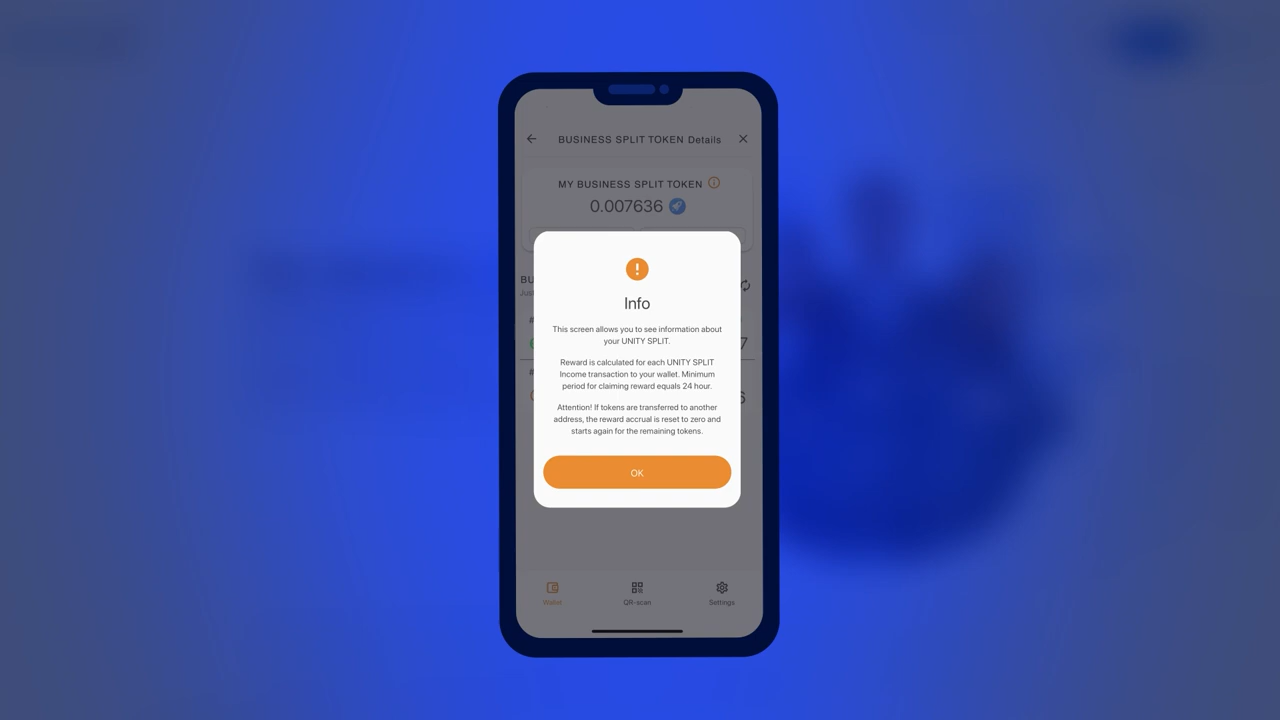 BUSINESS SPLIT TOKEN Details
MY BUSINESS SPLIT TOKEN
0.007636
Info
This screen allows you to see information about
your UNITY SPLIT.
Reward is calculated for each UNITY SPLIT
Income transaction to your wallet. Minimum
period for claiming reward equals 24 hour.
Attention! If tokens are transferred to another
address, the reward accrual is reset to zero and
starts again for the remaining tokens.
OK
Wallet
QR-scan
Settings